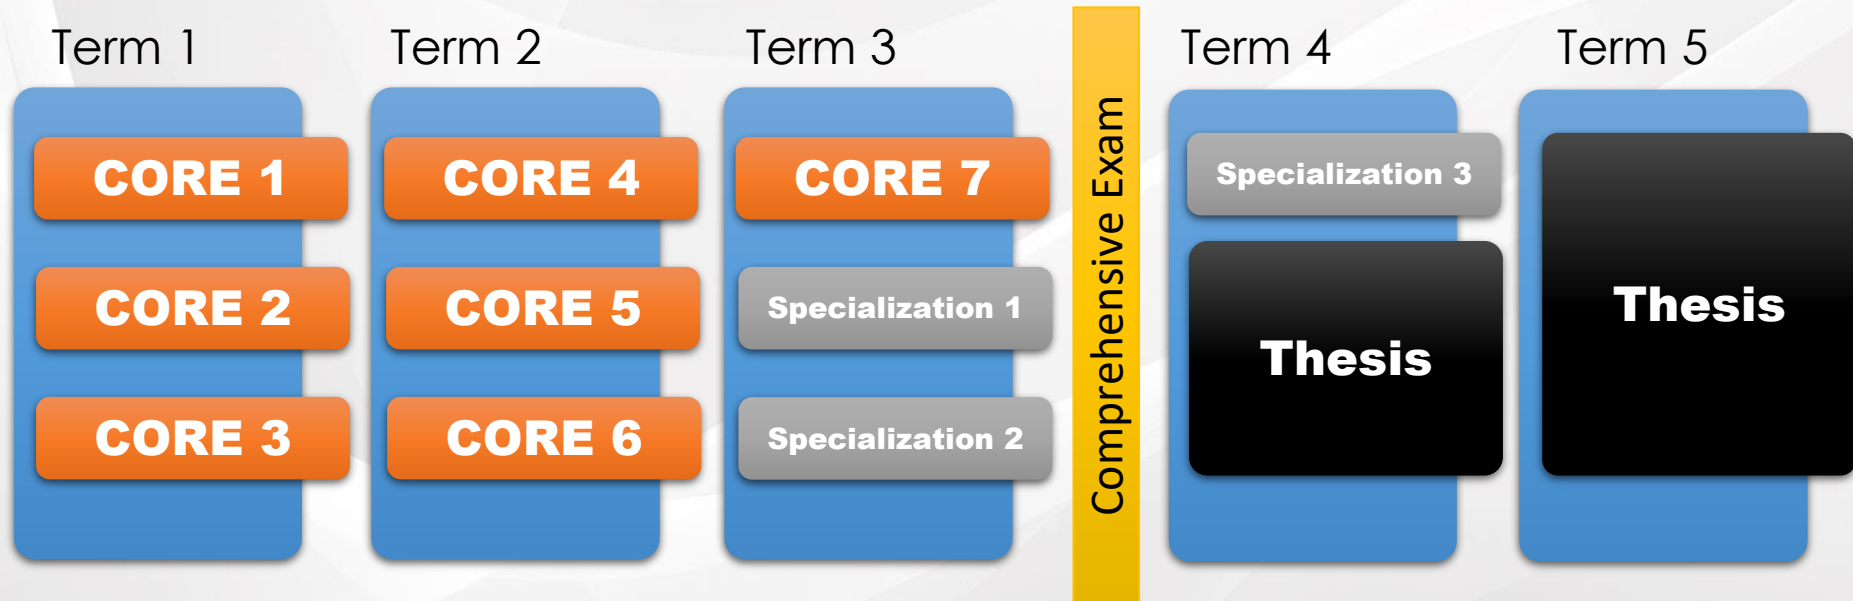 Term 1
CORE 1
CORE 2
CORE 3
Term 2
CORE 4
CORE 5
CORE 6
Term 3
CORE 7
Specialization 1
Specialization 2
Comprehensive Exam
Term 4
Specialization 3
Thesis
Term 5
Thesis